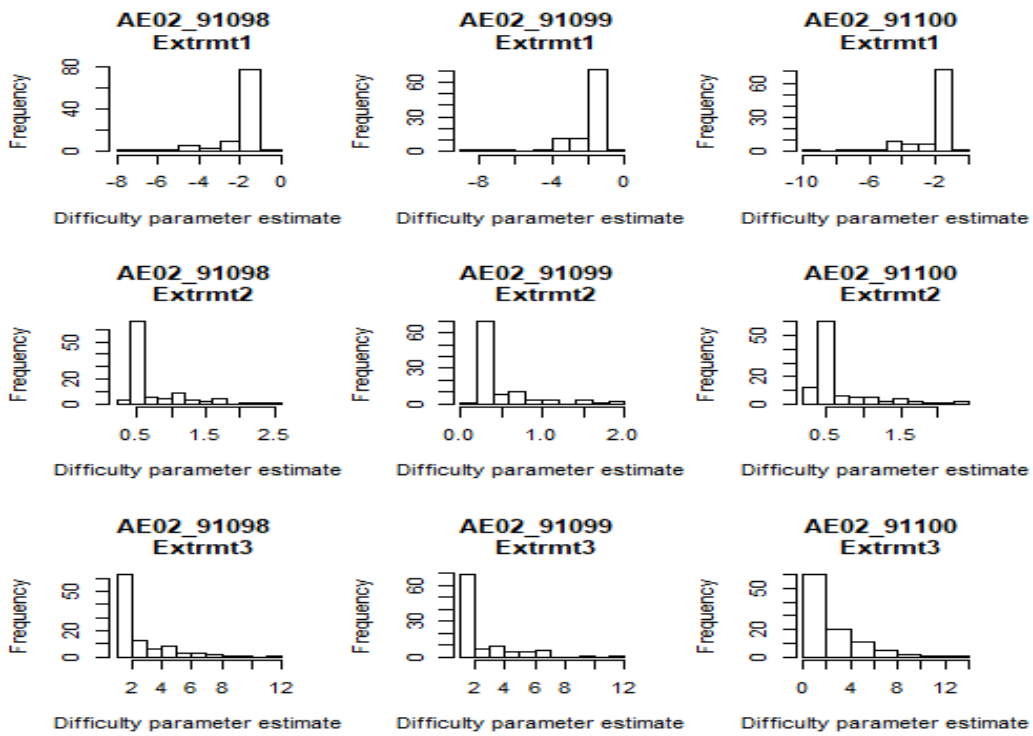 AE02_91098
Extrmt1
AE02_91099
Extrmt1
AE02_91100
Extrmt1
Frequency
0 40 80
-8 -6 -4 -2 0
Difficulty parameter estimate
Frequency
0 30 60
-8 -4 0
Difficulty parameter estimate
Frequency
0 30 60
-10 -6 -2
Difficulty parameter estimate
AE02_91098
Extrmt2
AE02_91099
Extrmt2
AE02_91100
Extrmt2
Frequency
0 20 50
0.5 1.5 2.5
Difficulty parameter estimate
Frequency
0 30 60
0.0 1.0 2.0
Difficulty parameter estimate
Frequency
0 20 50
0.5 1.5
Difficulty parameter estimate
AE02_91098
Extrmt3
AE02_91099
Extrmt3
AE02_91100
Extrmt3
Frequency
0 20 50
2 4 6 8 12
Difficulty parameter estimate
Frequency
0 30 60
2 4 6 8 12
Difficulty parameter estimate
Frequency
0 20 50
0 4 8 12
Difficulty parameter estimate